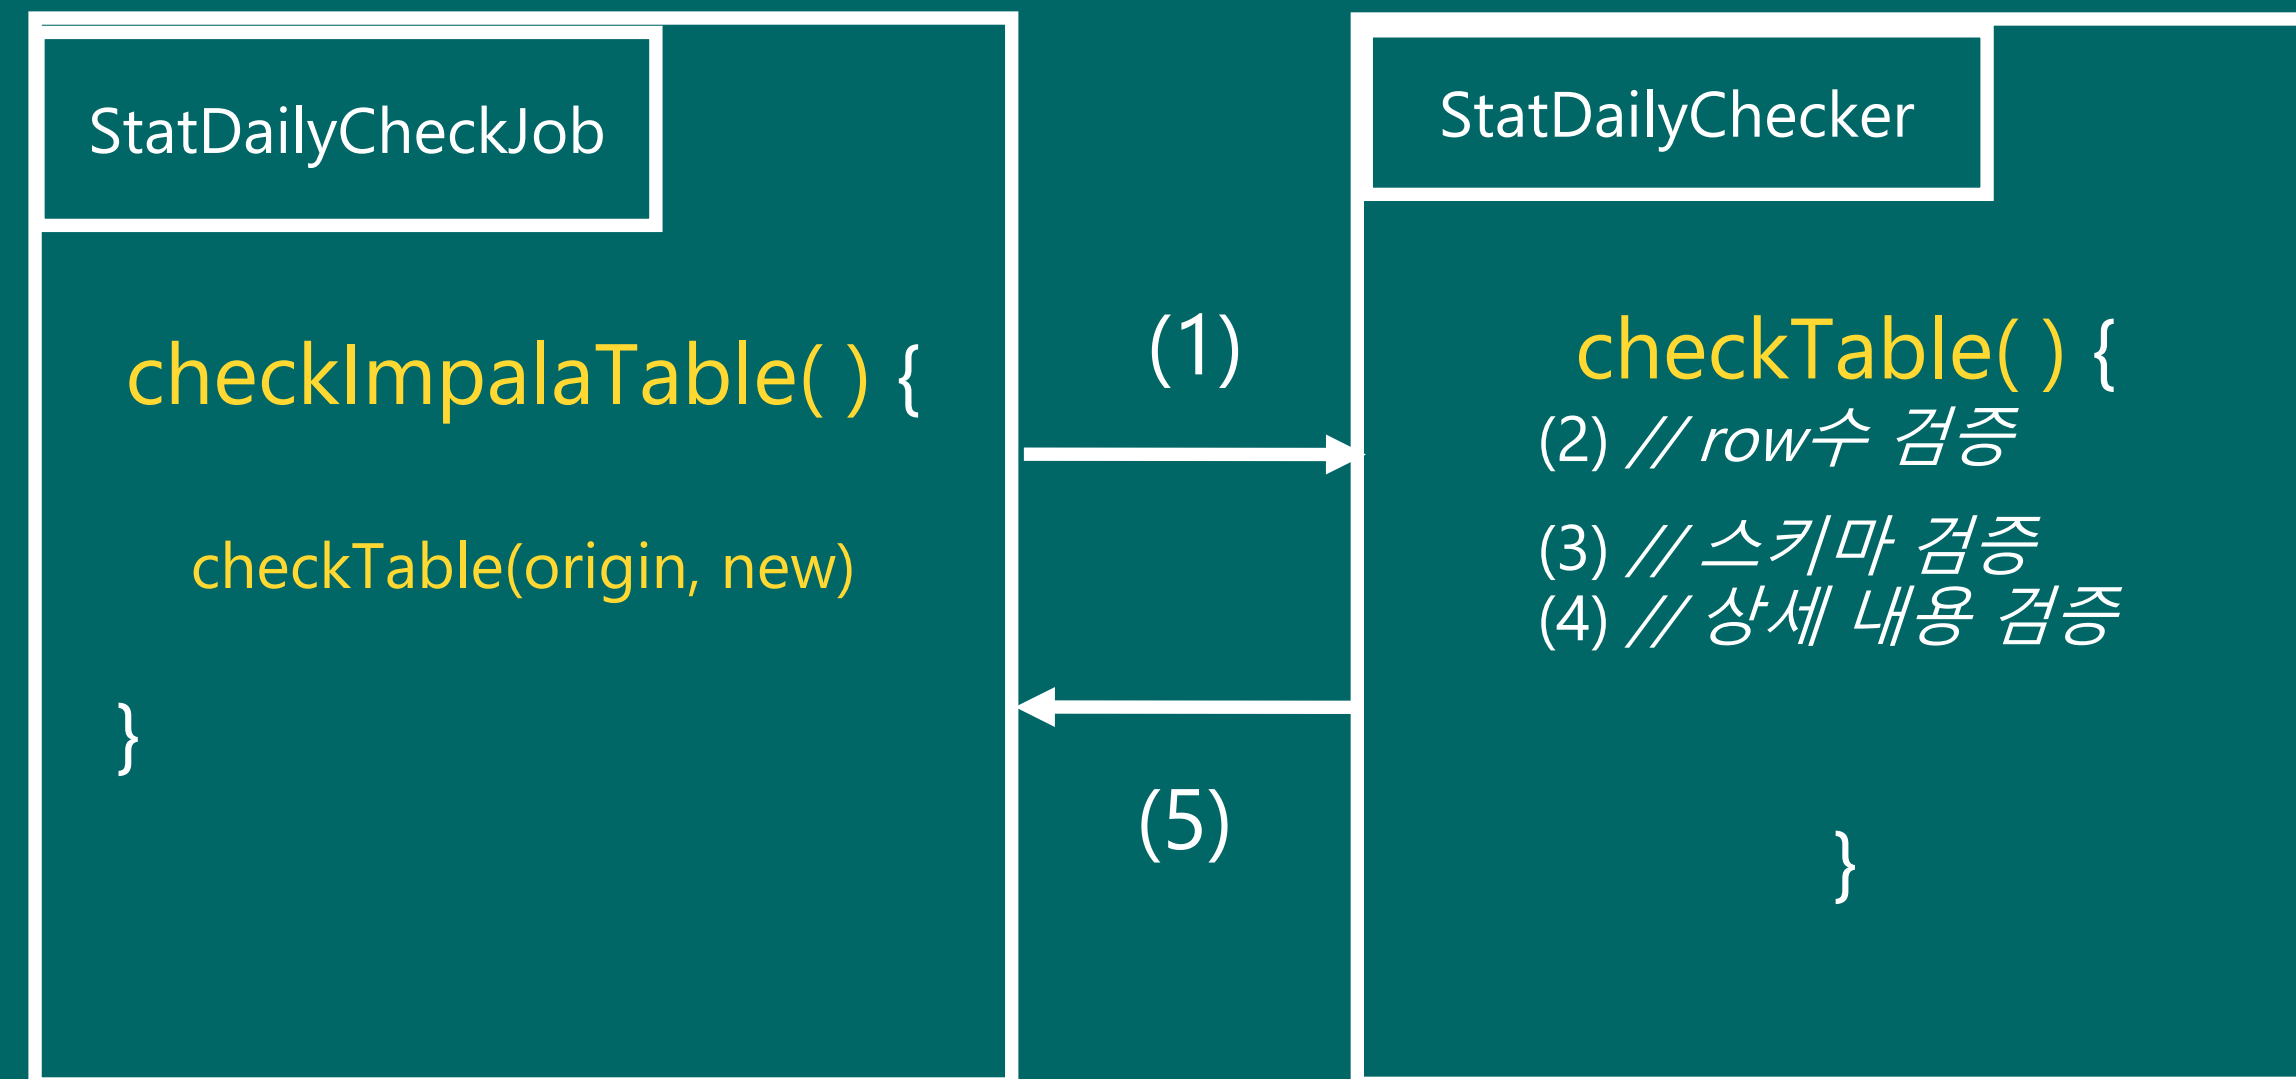 StatDailyCheckJob
checkImpalaTable( ) {
checkTable(origin, new)
}
(1)
(5)
StatDailyChecker
checkTable( ) {
(2) // row수 검증
(3) // 스키마 검증
(4) // 상세 내용 검증
}